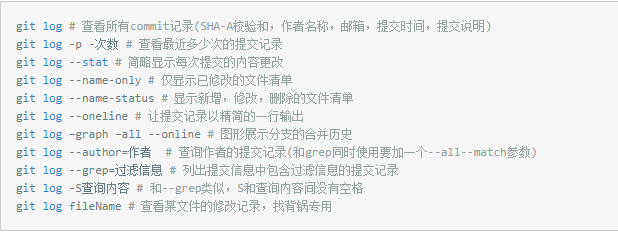 git log # 查看所有commit记录(SHA-A校验和，作者名称，邮箱，提交时间，提交说明)
git log -p -次数 # 查看最近多少次的提交记录
git log --stat # 简略显示每次提交的内容更改
git log --name-only # 仅显示已修改的文件清单
git log --name-status # 显示新增，修改，删除的文件清单
git log --oneline # 让提交记录以精简的一行输出
git log -graph -all --online # 图形展示分支的合并历史
git log --author=作者  # 查询作者的提交记录(和grep同时使用要加一个--all--match参数)
git log --grep=过滤信息 # 列出提交信息中包含过滤信息的提交记录
git log -S查询内容 # 和--grep类似，S和查询内容间没有空格
git log fileName # 查看某文件的修改记录，找背锅专用